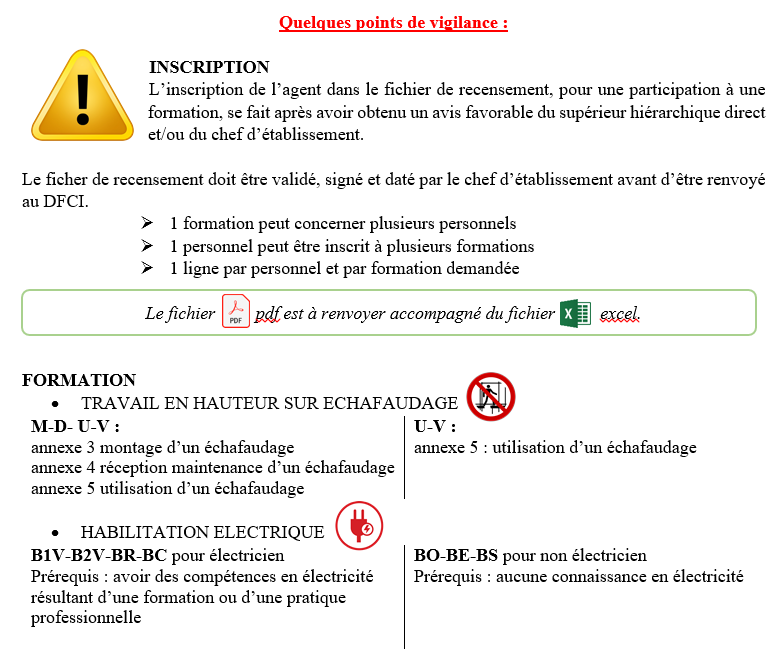 Quelques points de vigilance :
INSCRIPTION
L’inscription de l’agent dans le fichier de recensement, pour une participation à une
formation, se fait après avoir obtenu un avis favorable du supérieur hiérarchique direct
et/ou du chef d’établissement.
Le ficher de recensement doit être validé, signé et daté par le chef d’établissement avant d’être renvoyé
au DFCI.
➢ 1 formation peut concerner plusieurs personnels
➢ 1 personnel peut être inscrit à plusieurs formations
➢ 1 ligne par personnel et par formation demandée
Le fichier PDF pdf est à renvoyer accompagné du fichier X excel.
FORMATION
• TRAVAIL EN HAUTEUR SUR ECHAFAUDAGE
M-D- U-V :
annexe 3 montage d’un échafaudage
annexe 4 réception maintenance d’un échafaudage
annexe 5 utilisation d’un échafaudage
U-V :
annexe 5 : utilisation d’un échafaudage
• HABILITATION ELECTRIQUE
B1V-B2V-BR-BC pour électricien
Prérequis : avoir des compétences en électricité
résultant d’une formation ou d’une pratique
professionnelle
BO-BE-BS pour non électricien
Prérequis : aucune connaissance en électricité